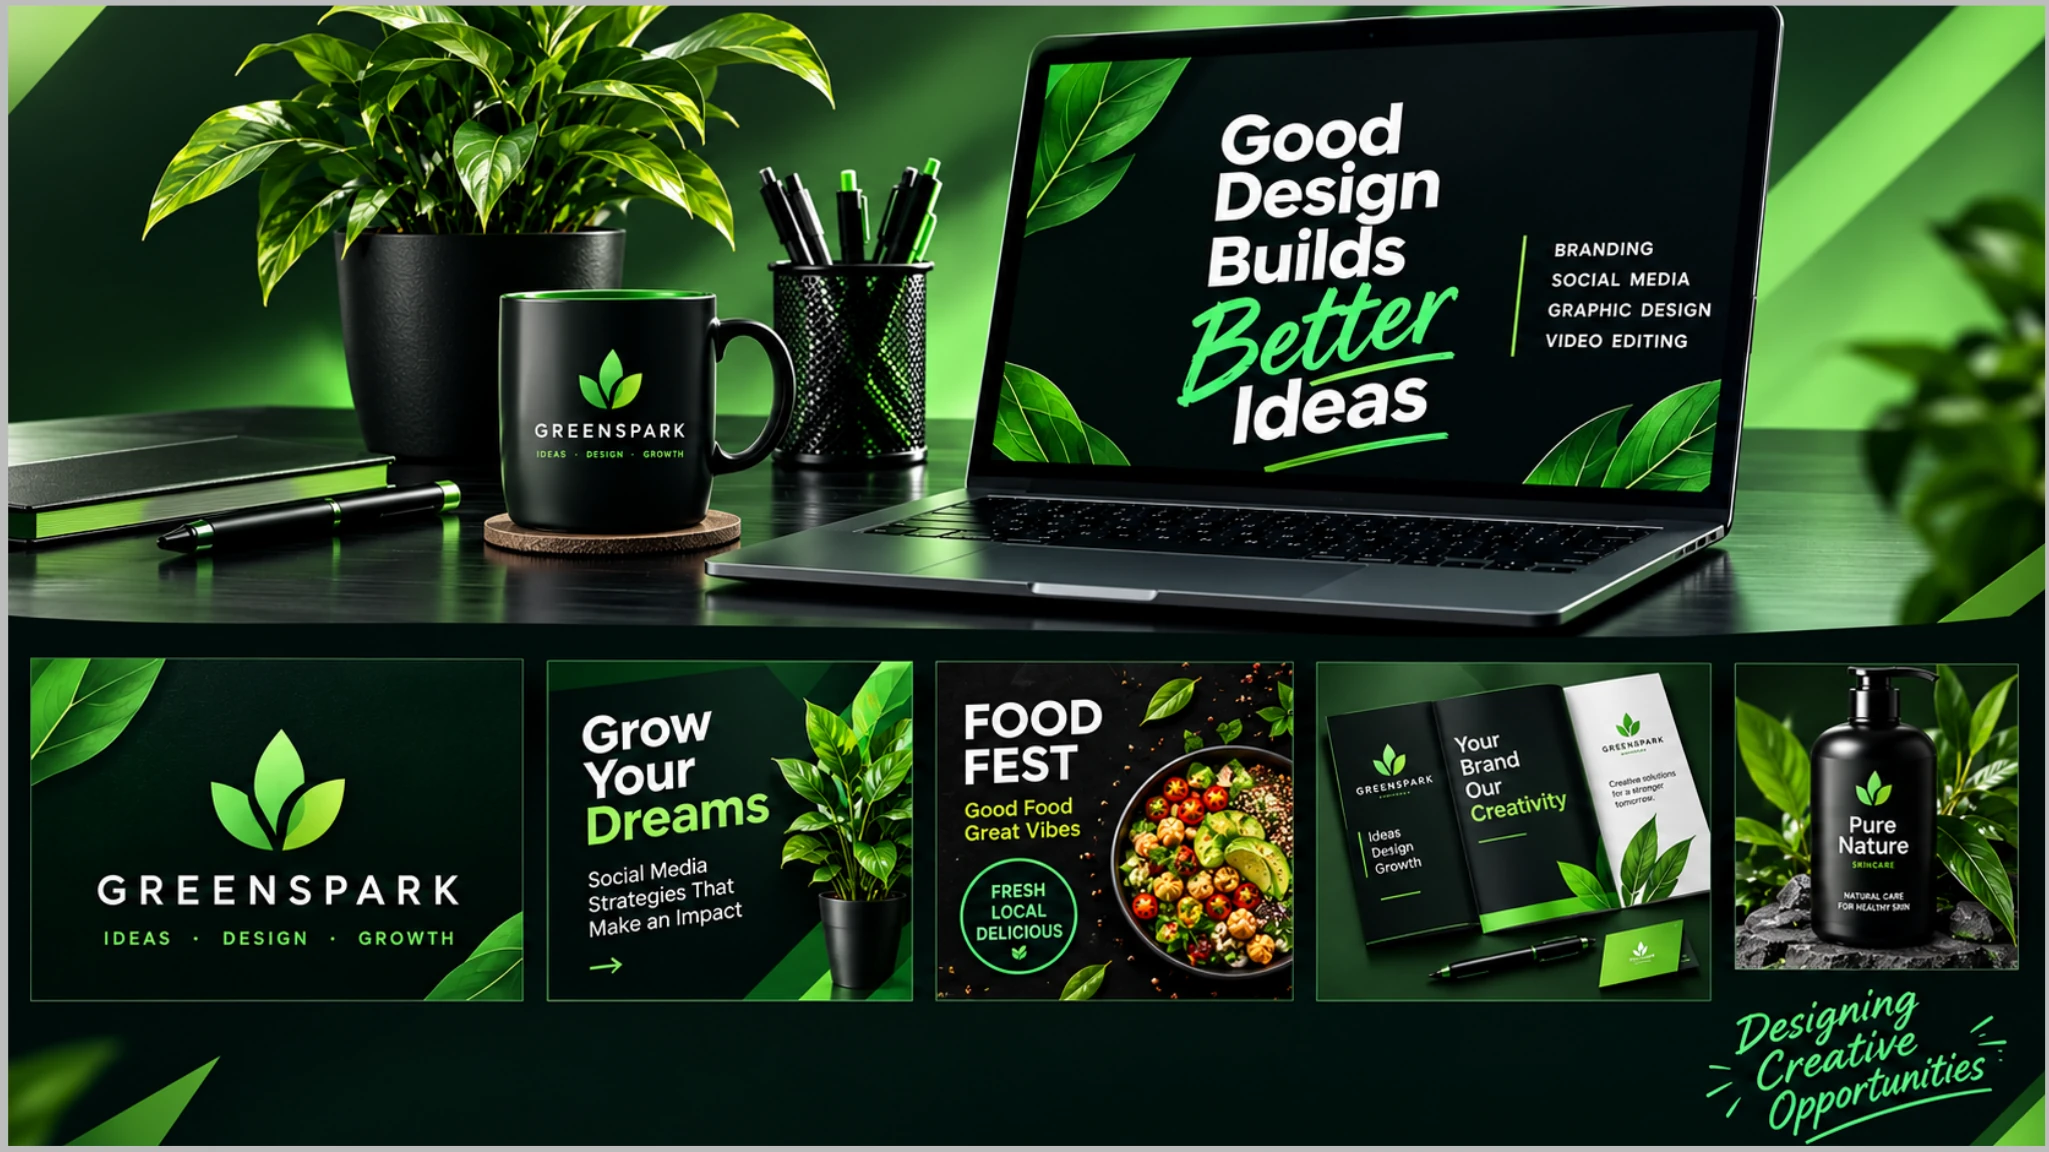 Good
Design
Builds
Better
Ideas
BRANDING
SOCIAL MEDIA
GRAPHIC DESIGN
VIDEO EDITING
GREENSPARK
IDEAS · DESIGN · GROWTH
GREENSPARK
IDEAS · DESIGN · GROWTH
Grow
Your
Dreams
Social Media
Strategies That
Make an Impact
FOOD
FEST
Good Food
Great Vibes
FRESH
LOCAL
DELICIOUS
GREENSPARK
Ideas
Design
Growth
Your
Brand
Our
Creativity
GREENSPARK
Creative solutions
for a stronger
tomorrow.
Pure
Nature
SKINCARE
NATURAL CARE
FOR HEALTHY SKIN
Designing
Creative
Opportunities